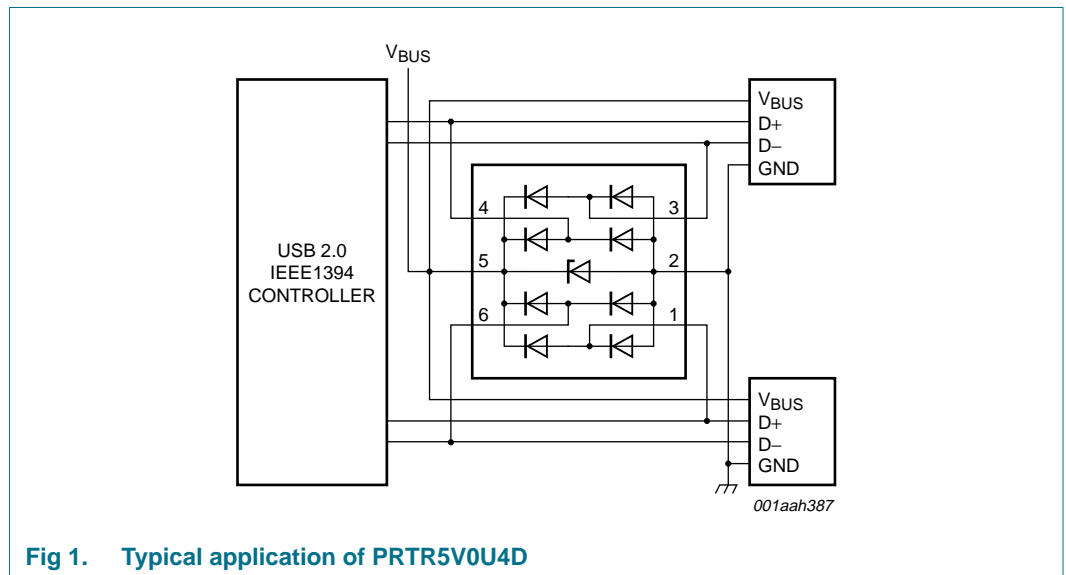 VBUS
VBUS
D+
D−
GND
4
3
USB 2.0
IEEE1394
CONTROLLER
5
2
6
1
VBUS
D+
D−
GND
001aah387
Fig 1. Typical application of PRTR5V0U4D